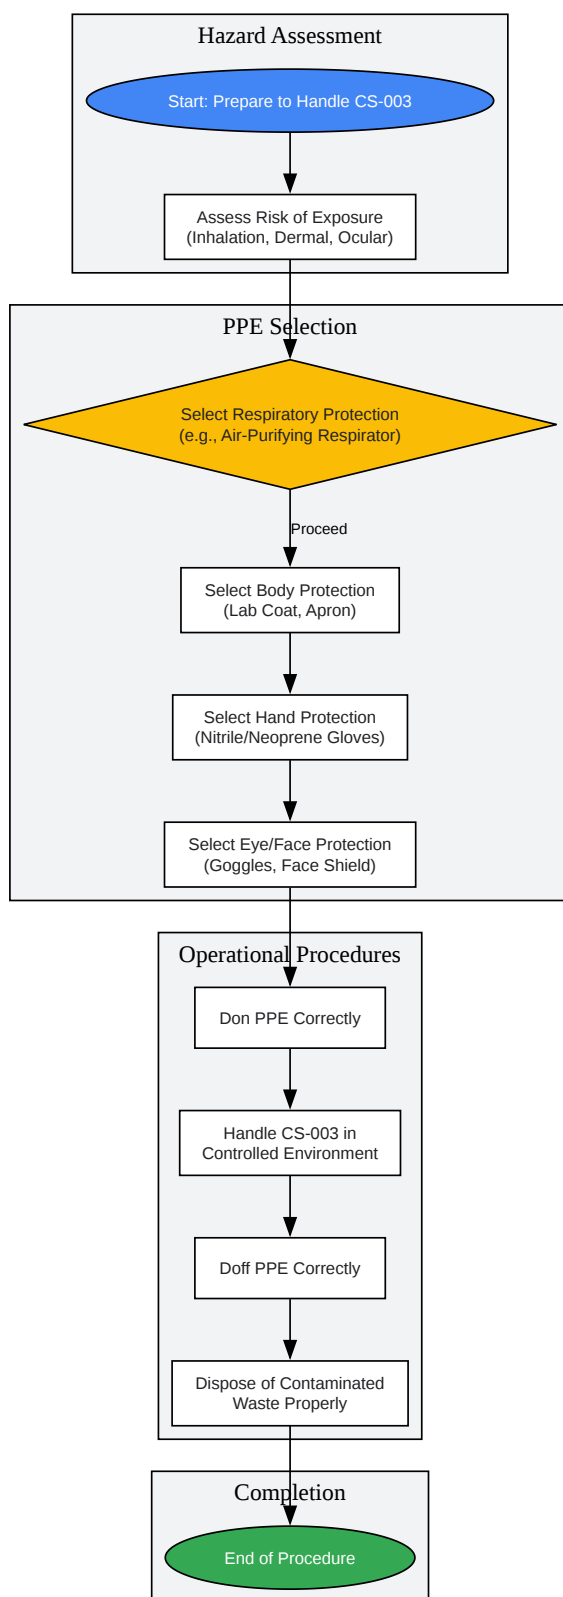 Hazard Assessment
Start: Prepare to Handle CS-003
Assess Risk of Exposure
(Inhalation, Dermal, Ocular)
PPE Selection
Select Respiratory Protection
(e.g., Air-Purifying Respirator)
Proceed
Select Body Protection
(Lab Coat, Apron)
Select Hand Protection
(Nitrile/Neoprene Gloves)
Select Eye/Face Protection
(Goggles, Face Shield)
Operational Procedures
Don PPE Correctly
Handle CS-003 in
Controlled Environment
Doff PPE Correctly
Dispose of Contaminated
Waste Properly
Completion
End of Procedure